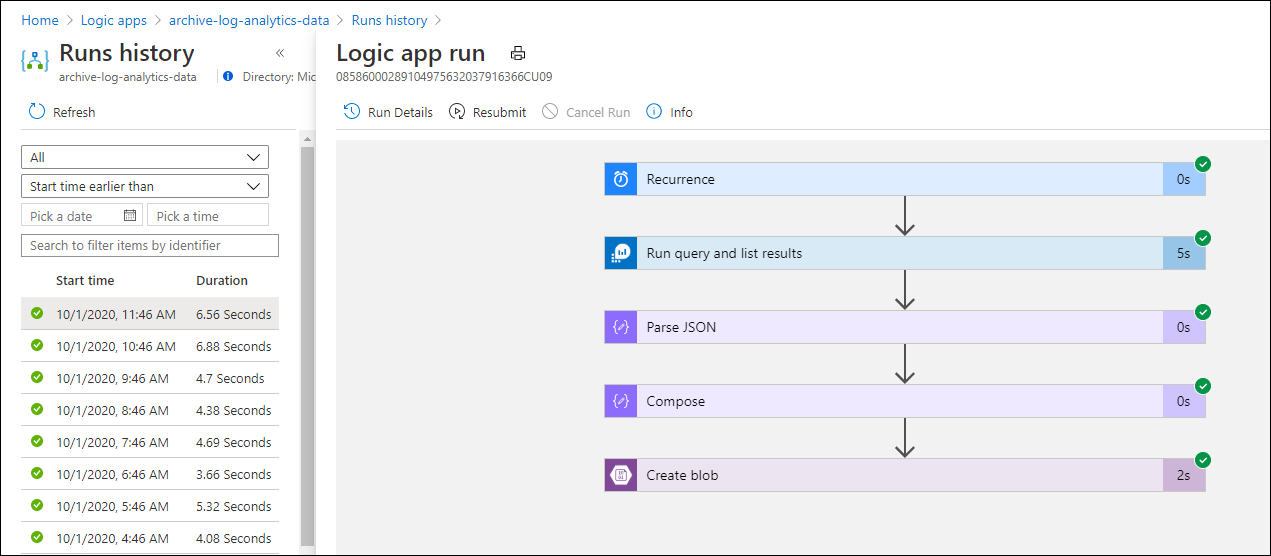 Home > Logic apps > archive-log-analytics-data > Runs history >
Runs history
«
archive-log-analytics-data
Directory: Mic
Refresh
All
Start time earlier than
Pick a date
Pick a time
Search to filter items by identifier
Start time Duration
10/1/2020, 11:46 AM 6.56 Seconds
10/1/2020, 10:46 AM 6.88 Seconds
10/1/2020, 9:46 AM 4.7 Seconds
10/1/2020, 8:46 AM 4.38 Seconds
10/1/2020, 7:46 AM 4.69 Seconds
10/1/2020, 6:46 AM 3.66 Seconds
10/1/2020, 5:46 AM 5.32 Seconds
10/1/2020, 4:46 AM 4.08 Seconds
Logic app run
08586000289104975632037916366CU09
Run Details Resubmit Cancel Run Info
Recurrence 0s
Run query and list results 5s
Parse JSON 0s
Compose 0s
Create blob 2s